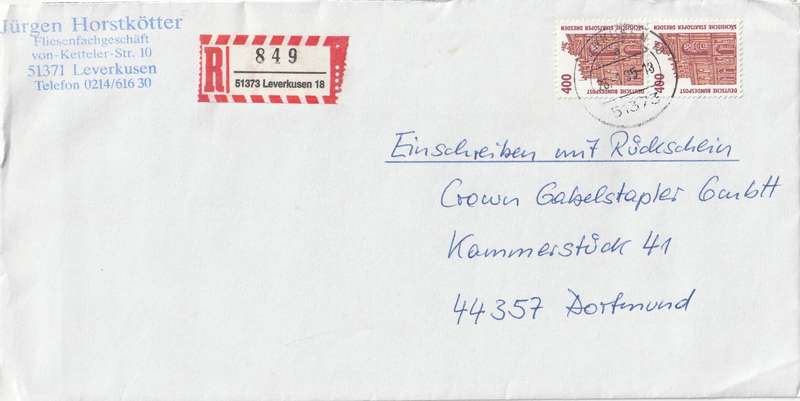 Jürgen Horstkötter
Fliesenfachgeschäft
von-Ketteler-Str. 10
51371 Leverkusen
Telefon 0214/616 30
R
849
51373 Leverkusen 18
400
SÄCHSISCHE STAATSOPER DRESDEN
DEUTSCHE BUNDESPOST
400
SÄCHSISCHE STAATSOPER DRESDEN
DEUTSCHE BUNDESPOST
51373
Einschreiben mit Rückschein
Crown Gabelstapler GmbH
Kammerstück 41
44357 Dortmund